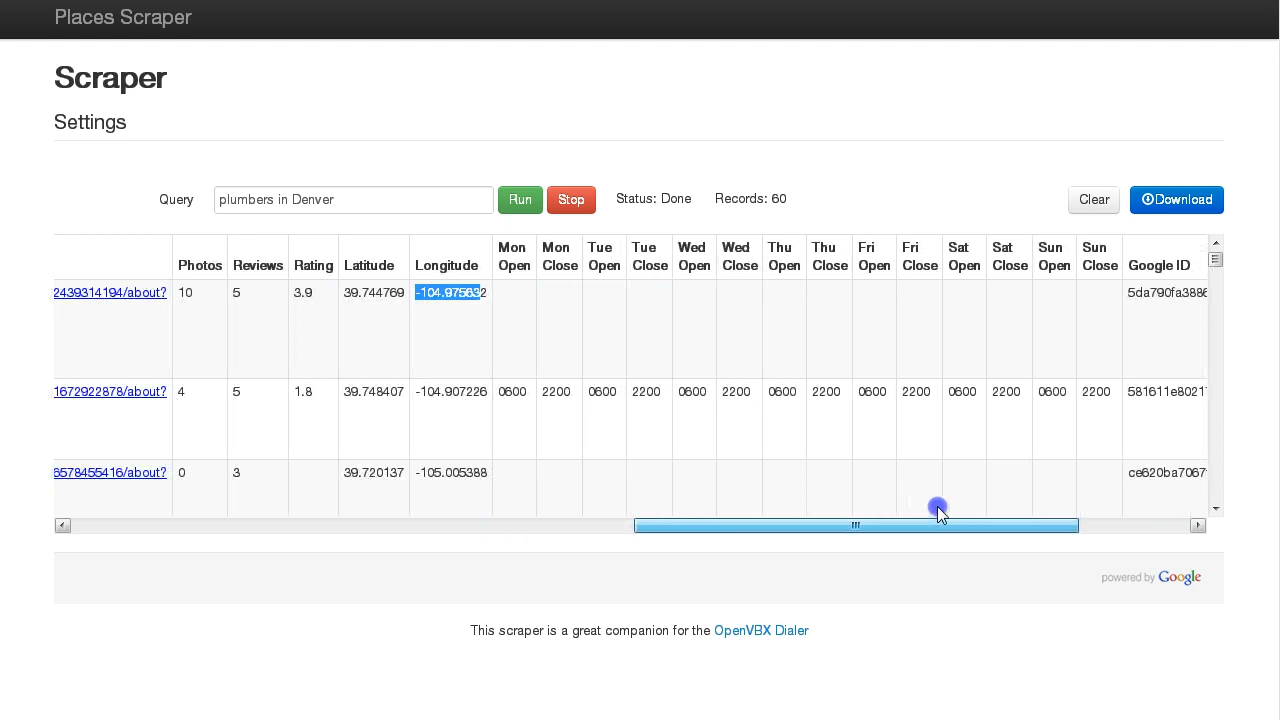 Places Scraper
Scraper
Settings
Query plumbers in Denver Run Stop Status: Done Records: 60 Clear Download
Photos Reviews Rating Latitude Longitude Mon Open Mon Close Tue Open Tue Close Wed Open Wed Close Thu Open Thu Close Fri Open Fri Close Sat Open Sat Close Sun Open Sun Close Google ID
2439314194/about? 10 5 3.9 39.744769 -104.975632 5da790fa3886
1672922878/about? 4 5 1.8 39.748407 -104.907226 0600 2200 0600 2200 0600 2200 0600 2200 0600 2200 0600 2200 0600 2200 581611e8021
6578455416/about? 0 3 39.720137 -105.005388 ce620ba7067
powered by Google
This scraper is a great companion for the OpenVBX Dialer